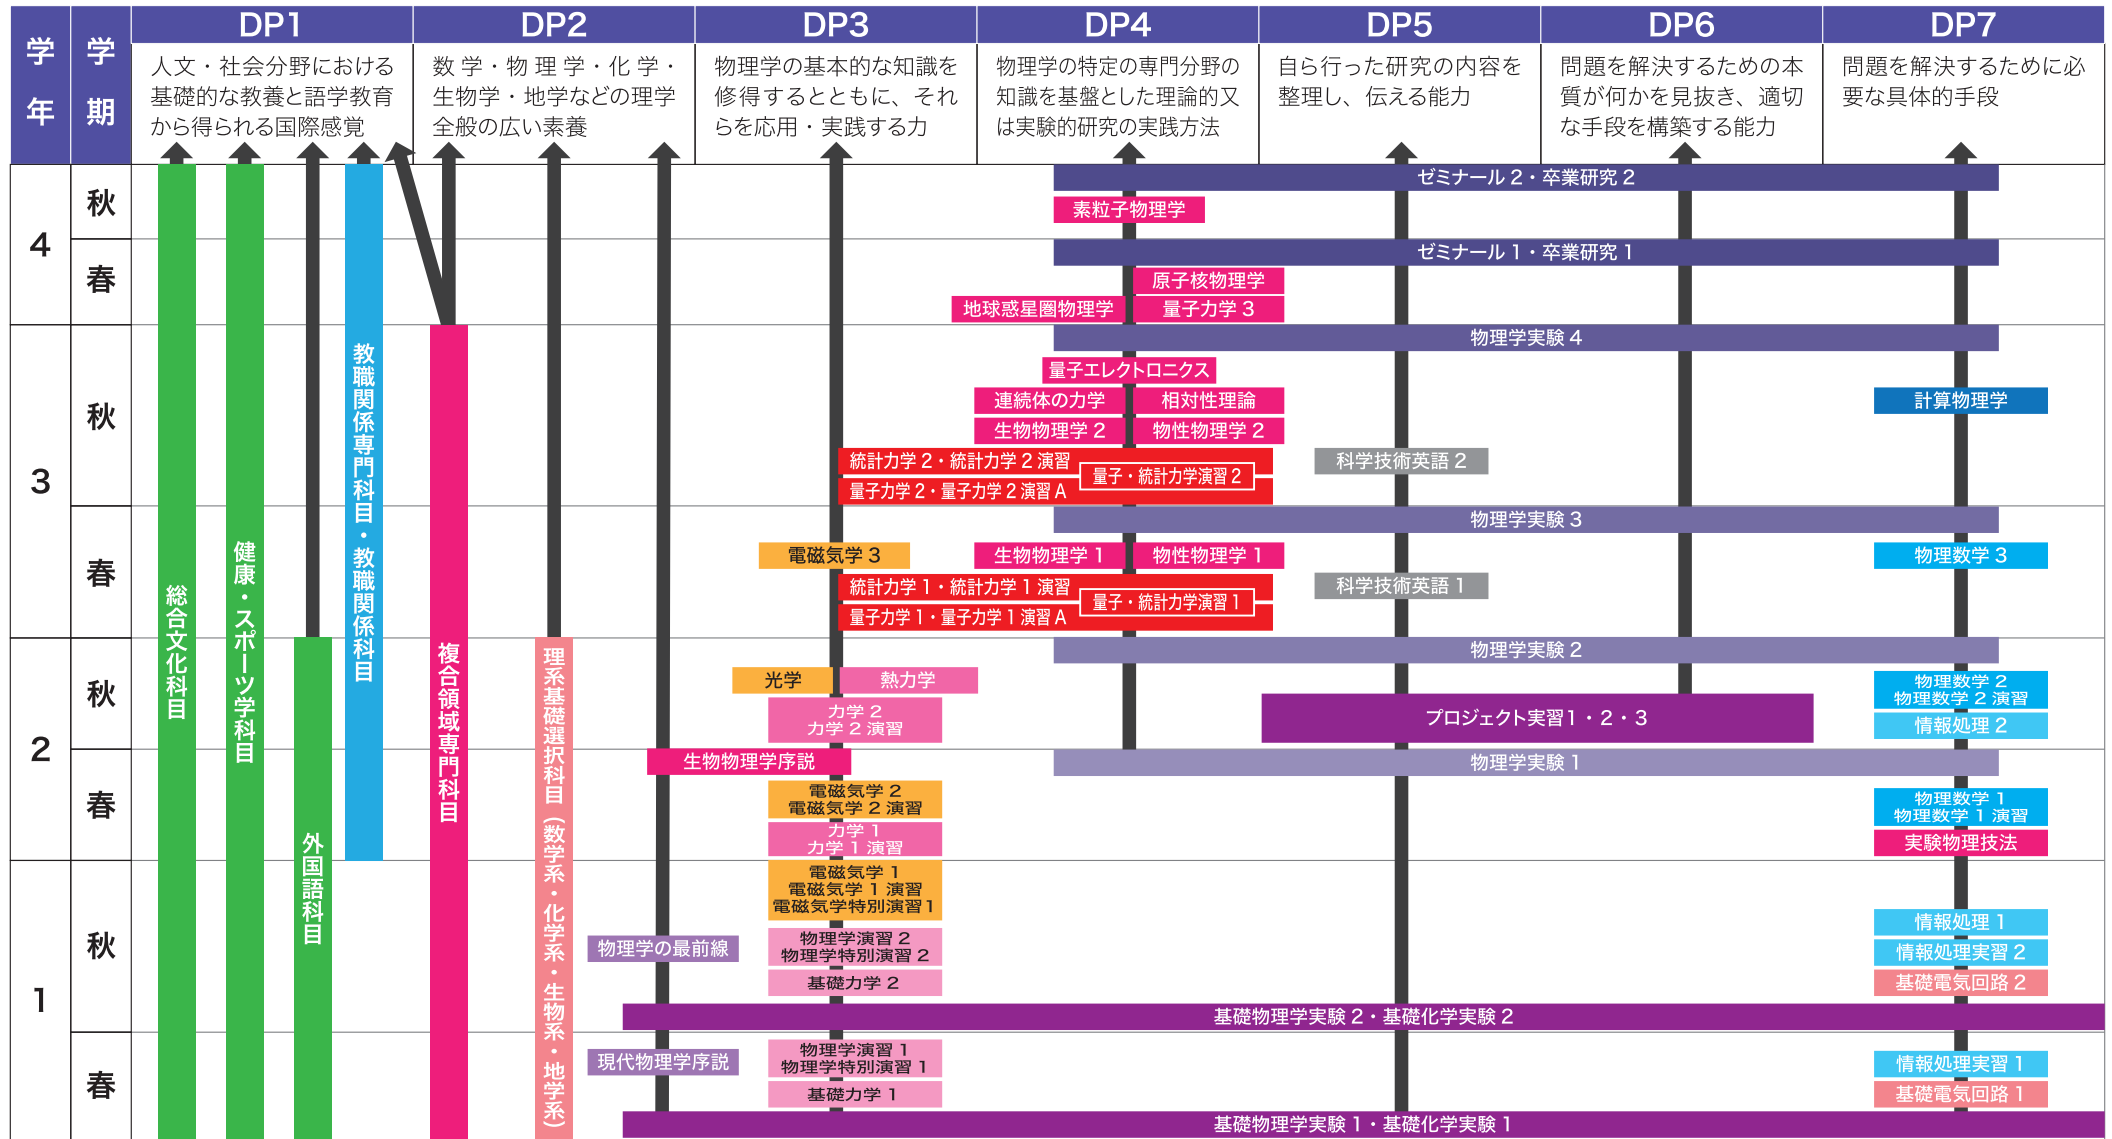 学年
学期
DP1
DP2
DP3
DP4
DP5
DP6
DP7
人文・社会分野における
基礎的な教養と語学教育
から得られる国際感覚
数学・物理学・化学・
生物学・地学などの理学
全般の広い素養
物理学の基本的な知識を
修得するとともに、それ
らを応用・実践する力
物理学の特定の専門分野の
知識を基盤とした理論的又
は実験的研究の実践方法
自ら行った研究の内容を
整理し、伝える能力
問題を解決するための本
質が何かを見抜き、適切
な手段を構築する能力
問題を解決するために必
要な具体的手段
4
秋
ゼミナール2・卒業研究2
素粒子物理学
春
ゼミナール1・卒業研究1
原子核物理学
地球惑星圏物理学
量子力学3
3
秋
物理学実験4
量子エレクトロニクス
連続体の力学
相対性理論
計算物理学
生物物理学2
物性物理学2
統計力学2・統計力学2演習
量子・統計力学演習2
量子力学2・量子力学2演習A
科学技術英語2
春
物理学実験3
電磁気学3
生物物理学1
物性物理学1
物理数学3
統計力学1・統計力学1演習
量子・統計力学演習1
量子力学1・量子力学1演習A
科学技術英語1
2
秋
物理学実験2
光学
熱力学
力学2
力学2演習
プロジェクト実習1・2・3
物理数学2
物理数学2演習
情報処理2
春
生物物理学序説
物理学実験1
電磁気学2
電磁気学2演習
力学1
力学1演習
物理数学1
物理数学1演習
実験物理技法
1
秋
電磁気学1
電磁気学1演習
電磁気学特別演習1
物理学の最前線
物理学演習2
物理学特別演習2
基礎力学2
情報処理1
情報処理実習2
基礎電気回路2
基礎物理学実験2・基礎化学実験2
春
現代物理学序説
物理学演習1
物理学特別演習1
基礎力学1
情報処理実習1
基礎電気回路1
基礎物理学実験1・基礎化学実験1
総合文化科目
健康・スポーツ学科目
外国語科目
教職関係専門科目・教職関係科目
複合領域専門科目
理系基礎選択科目(数学系・化学系・生物系・地学系)